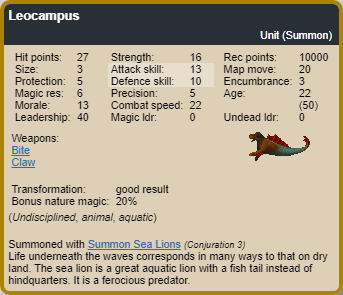 Leocampus
Unit (Summon)
Hit points: 27 Strength: 16 Rec points: 10000
Size: 3 Attack skill: 13 Map move: 20
Protection: 5 Defence skill: 10 Encumbrance: 3
Magic res: 6 Precision: 5 Age: 22
Morale: 13 Combat speed: 22 (50)
Leadership: 40 Magic ldr: 0 Undead ldr: 0
Weapons:
Bite
Claw
Transformation: good result
Bonus nature magic: 20%
(Undisciplined, animal, aquatic)
Summoned with Summon Sea Lions (Conjuration 3)
Life underneath the waves corresponds in many ways to that on dry
land. The sea lion is a great aquatic lion with a fish tail instead of
hindquarters. It is a ferocious predator.